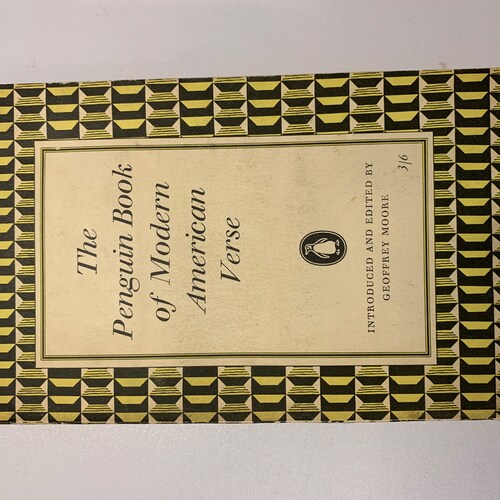 The
Penguin Book
of Modern
American
Verse
INTRODUCED AND EDITED BY
GEOFFREY MOORE
3/6